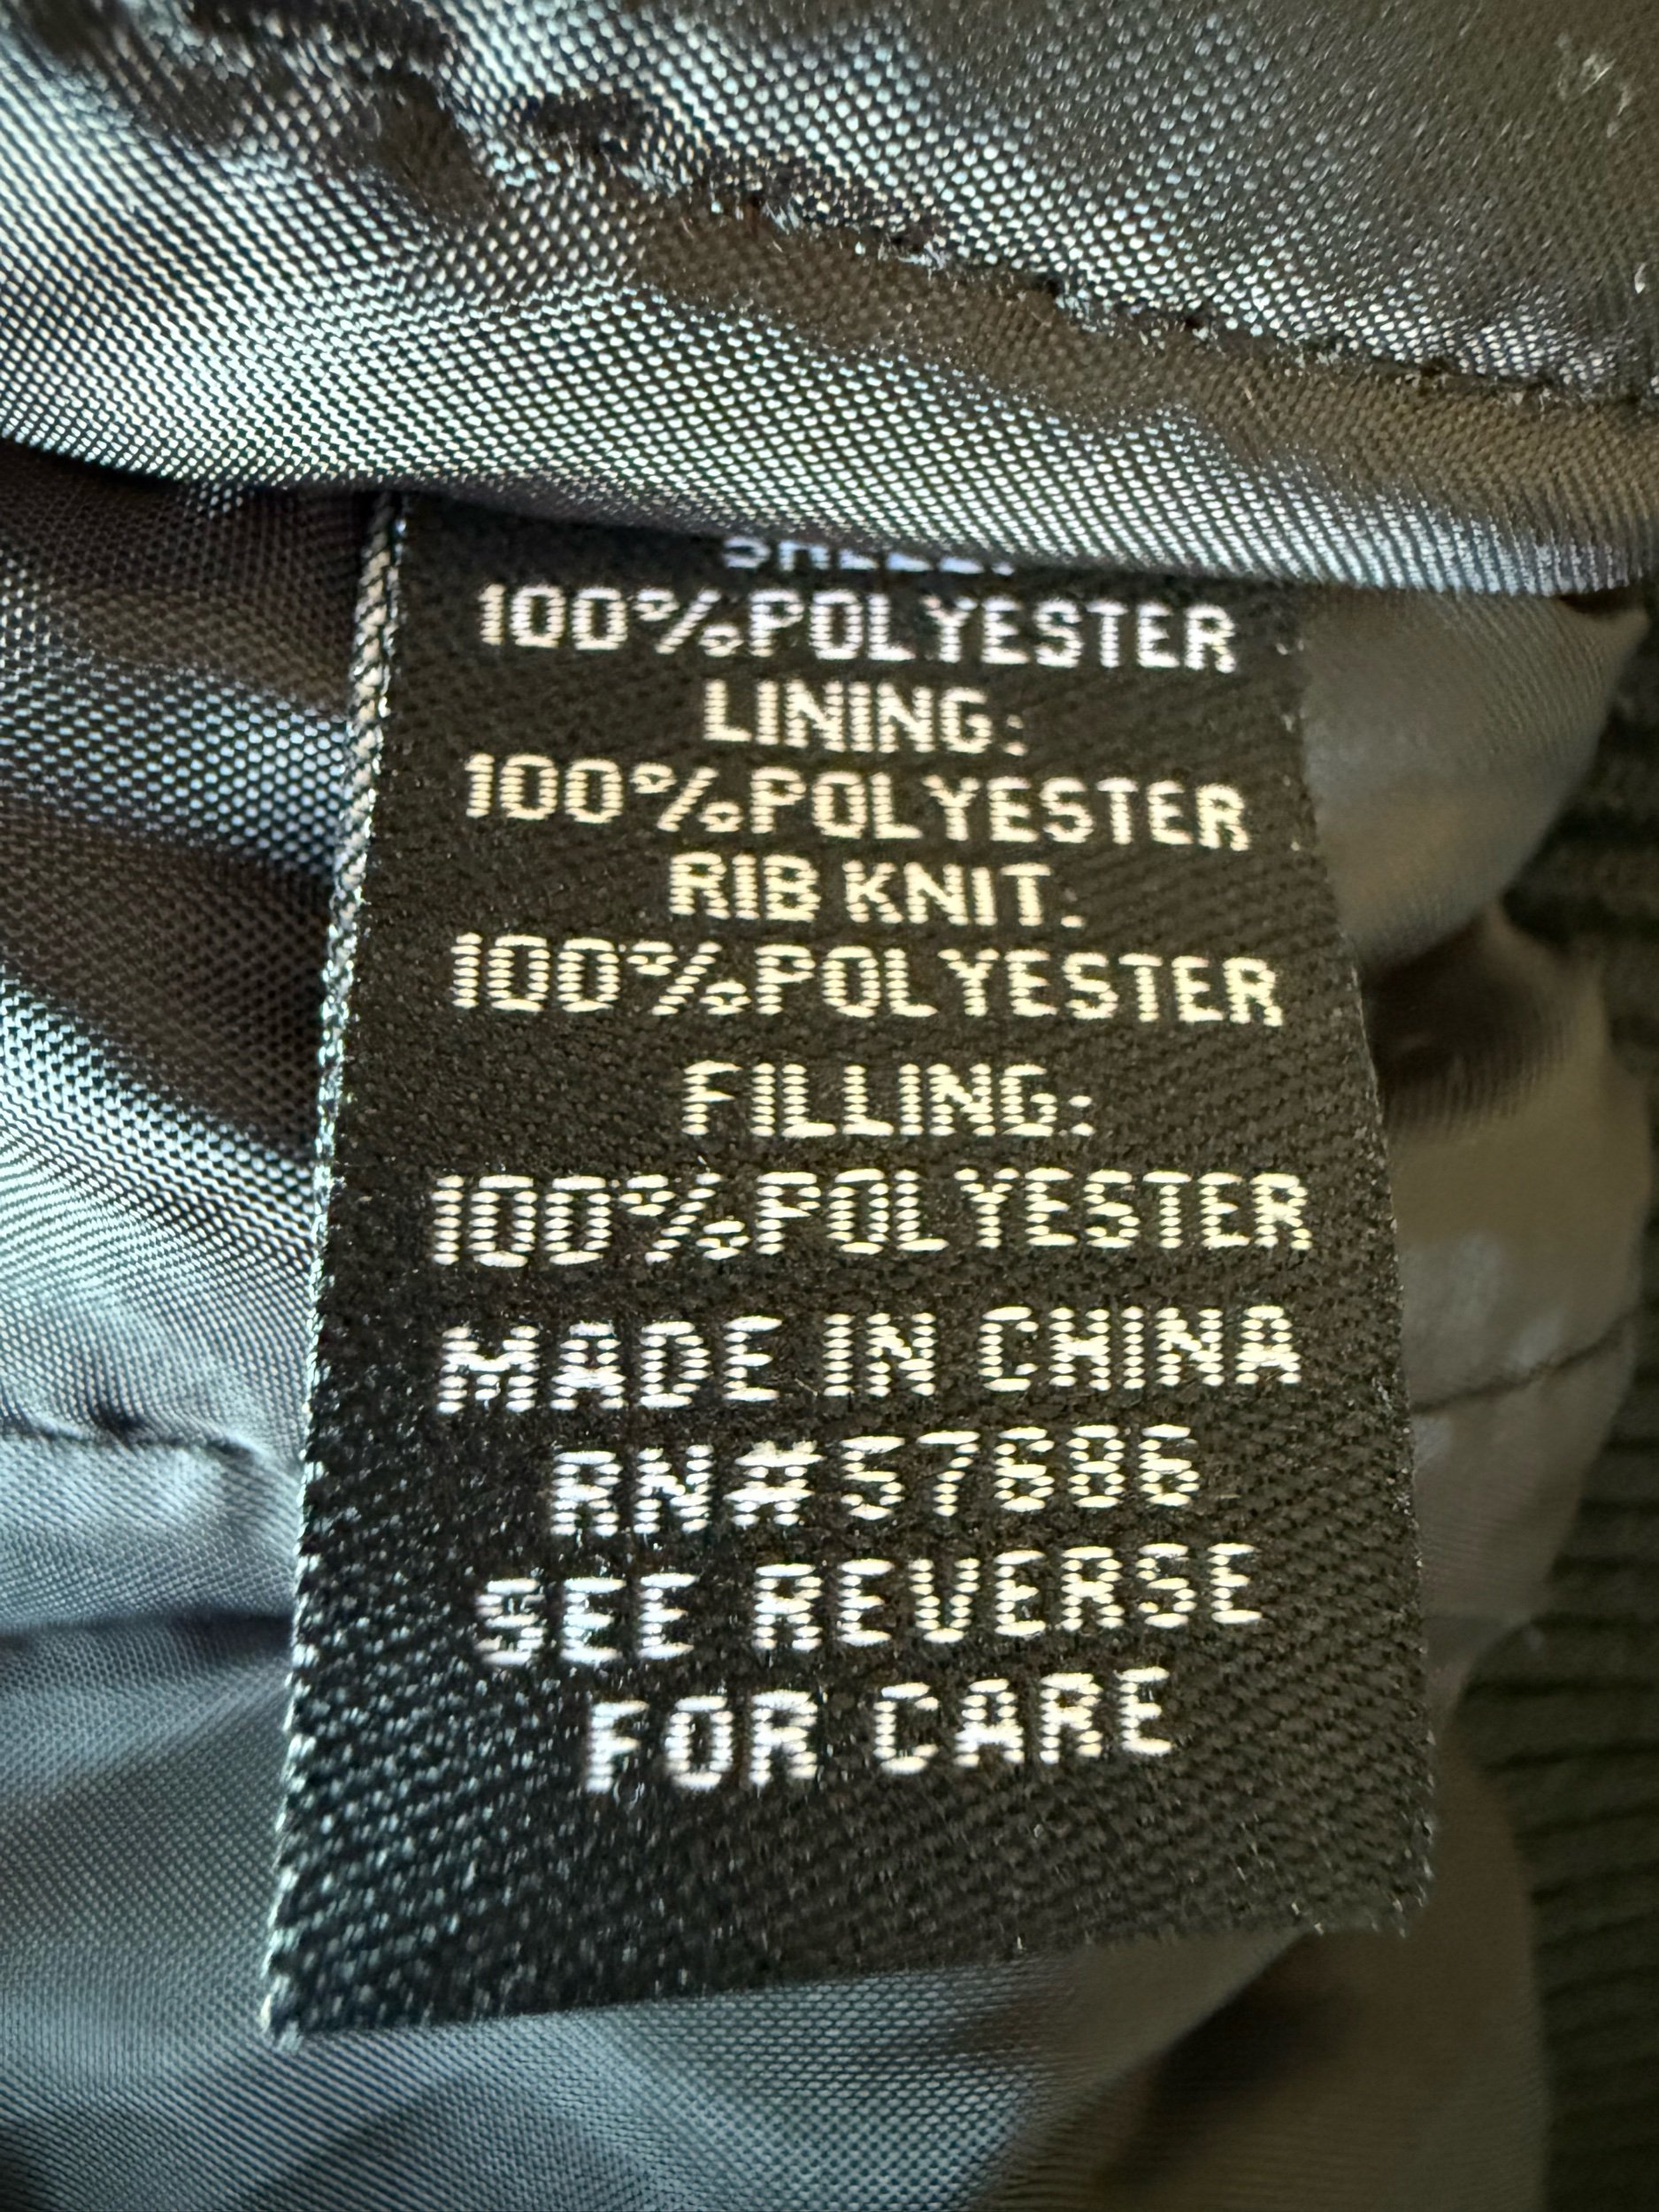 SHELL:
100%POLYESTER
LINING:
100%POLYESTER
RIB KNIT:
100%POLYESTER
FILLING:
100%POLYESTER
MADE IN CHINA
RN#57686
SEE REVERSE
FOR CARE